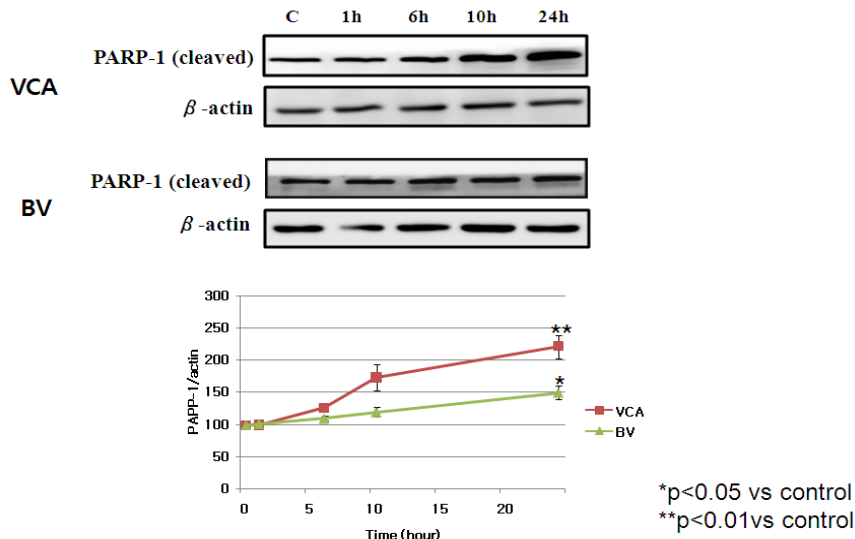 C 1h 6h 10h 24h
PARP-1 (cleaved)
VCA
β-actin
PARP-1 (cleaved)
BV
β-actin
300
250
200
150
100
50
0
PAPP-1/actin
**
*
VCA
BV
0 5 10 15 20
Time (hour)
*p<0.05 vs control
**p<0.01vs control